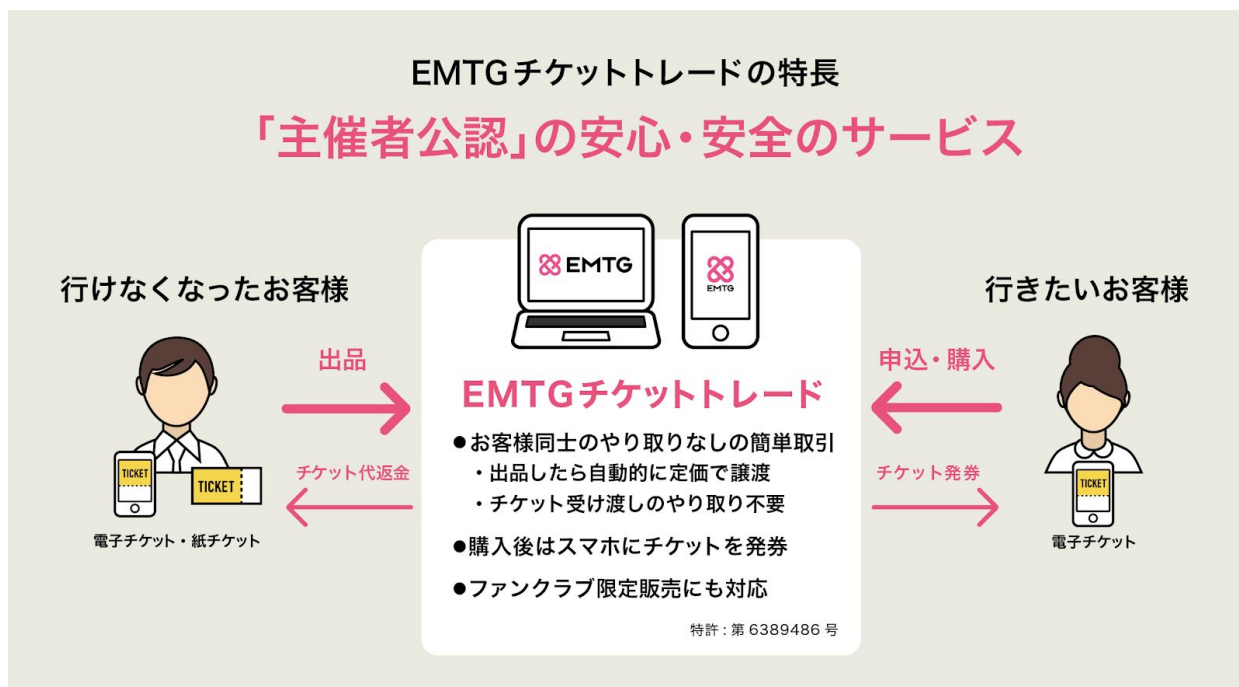 EMTGチケットトレードの特長
「主催者公認」の安心・安全のサービス
行けなくなったお客様
出品
チケット代返金
TICKET
TICKET
電子チケット・紙チケット
EMTG
EMTG
EMTGチケットトレード
●お客様同士のやり取りなしの簡単取引
・出品したら自動的に定価で譲渡
・チケット受け渡しのやり取り不要
●購入後はスマホにチケットを発券
●ファンクラブ限定販売にも対応
特許 : 第 6389486 号
行きたいお客様
申込・購入
チケット発券
TICKET
電子チケット